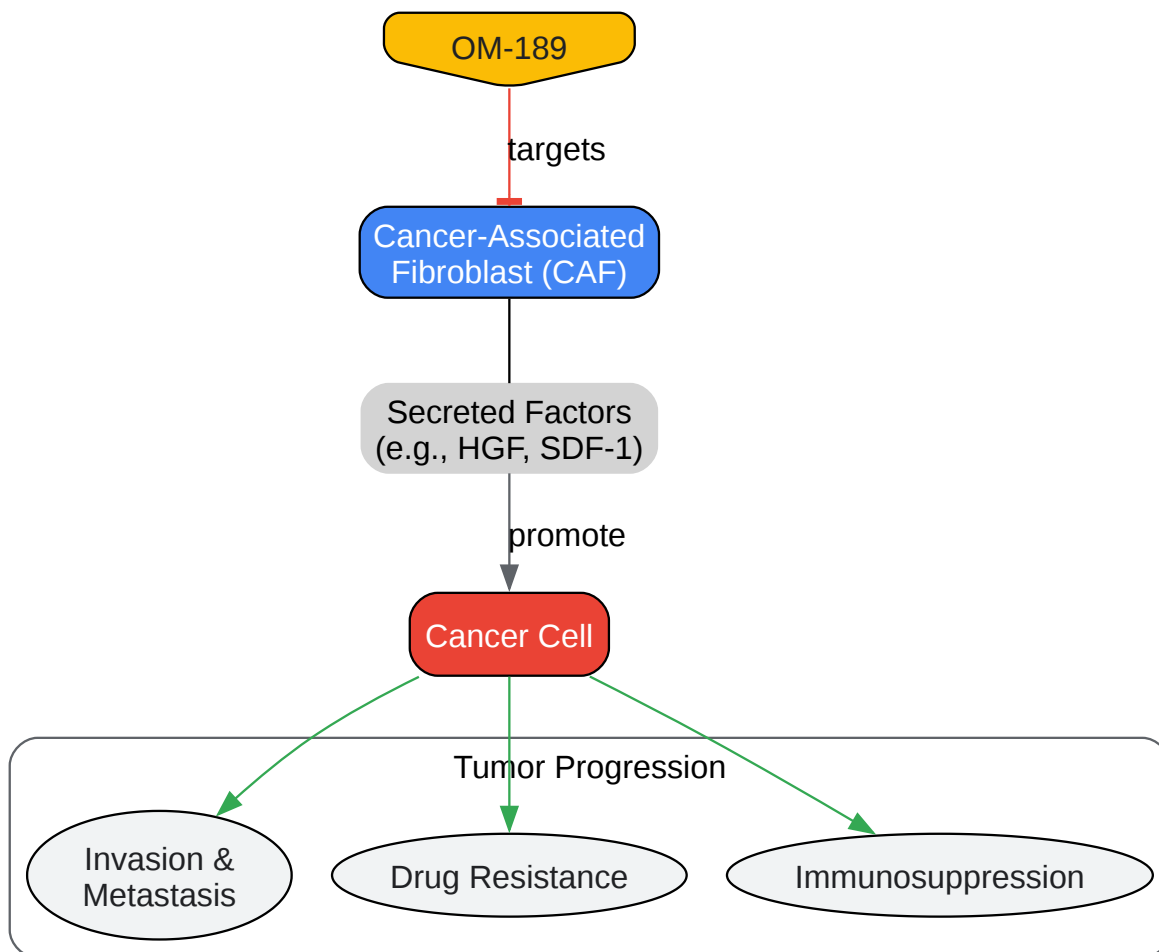 OM-189
targets
Cancer-Associated
Fibroblast (CAF)
Secreted Factors
(e.g., HGF, SDF-1)
promote
Cancer Cell
Tumor Progression
Invasion &
Metastasis
Drug Resistance
Immunosuppression